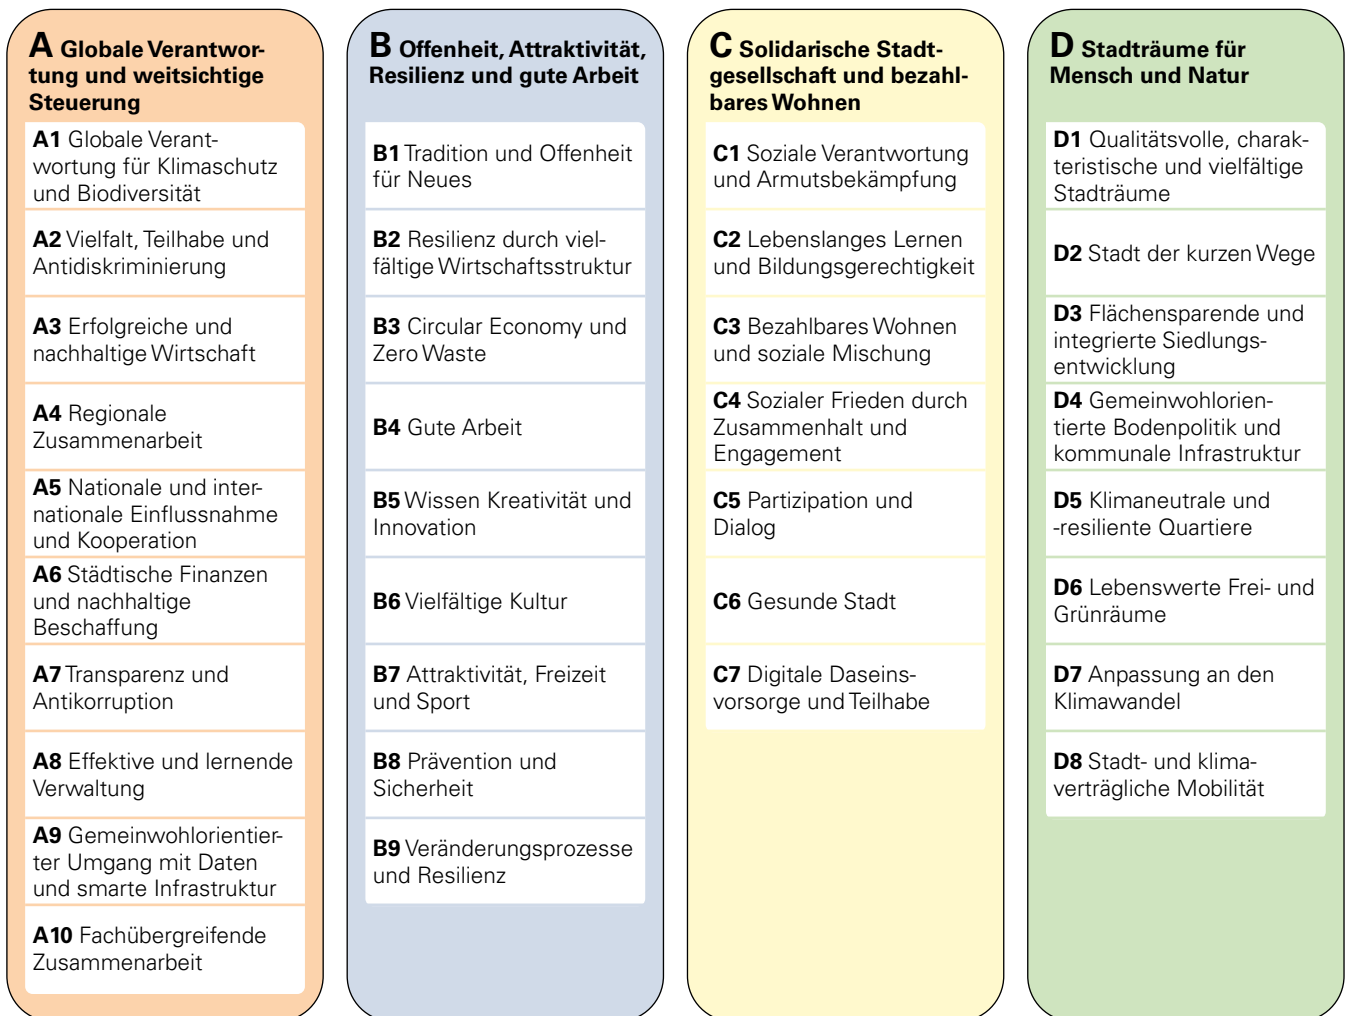 A Globale Verantwor-
tung und weitsichtige
Steuerung
A1 Globale Verant-
wortung für Klimaschutz
und Biodiversität
A2 Vielfalt, Teilhabe und
Antidiskriminierung
A3 Erfolgreiche und
nachhaltige Wirtschaft
A4 Regionale
Zusammenarbeit
A5 Nationale und inter-
nationale Einflussnahme
und Kooperation
A6 Städtische Finanzen
und nachhaltige
Beschaffung
A7 Transparenz und
Antikorruption
A8 Effektive und lernende
Verwaltung
A9 Gemeinwohlorientier-
ter Umgang mit Daten
und smarte Infrastruktur
A10 Fachübergreifende
Zusammenarbeit
B Offenheit, Attraktivität,
Resilienz und gute Arbeit
B1 Tradition und Offenheit
für Neues
B2 Resilienz durch viel-
fältige Wirtschaftsstruktur
B3 Circular Economy und
Zero Waste
B4 Gute Arbeit
B5 Wissen Kreativität und
Innovation
B6 Vielfältige Kultur
B7 Attraktivität, Freizeit
und Sport
B8 Prävention und
Sicherheit
B9 Veränderungsprozesse
und Resilienz
C Solidarische Stadt-
gesellschaft und bezahl-
bares Wohnen
C1 Soziale Verantwortung
und Armutsbekämpfung
C2 Lebenslanges Lernen
und Bildungsgerechtigkeit
C3 Bezahlbares Wohnen
und soziale Mischung
C4 Sozialer Frieden durch
Zusammenhalt und
Engagement
C5 Partizipation und
Dialog
C6 Gesunde Stadt
C7 Digitale Daseins-
vorsorge und Teilhabe
D Stadträume für
Mensch und Natur
D1 Qualitätsvolle, charak-
teristische und vielfältige
Stadträume
D2 Stadt der kurzen Wege
D3 Flächensparende und
integrierte Siedlungs-
entwicklung
D4 Gemeinwohlorien-
tierte Bodenpolitik und
kommunale Infrastruktur
D5 Klimaneutrale und
-resiliente Quartiere
D6 Lebenswerte Frei- und
Grünräume
D7 Anpassung an den
Klimawandel
D8 Stadt- und klima-
verträgliche Mobilität